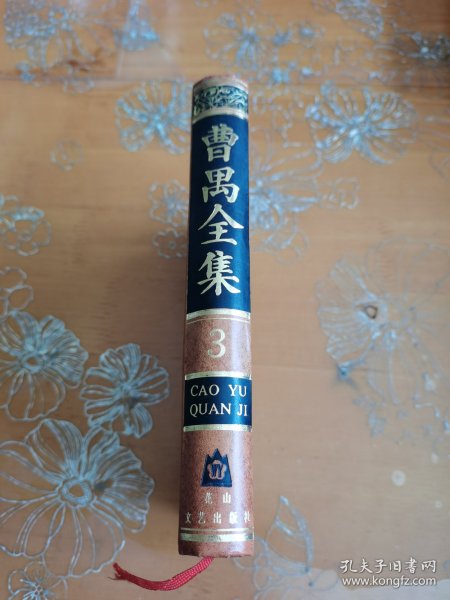 曹禺全集
3
CAO YU
QUAN JI
花山
文艺出版社
孔夫子旧书网
www.kongfz.com